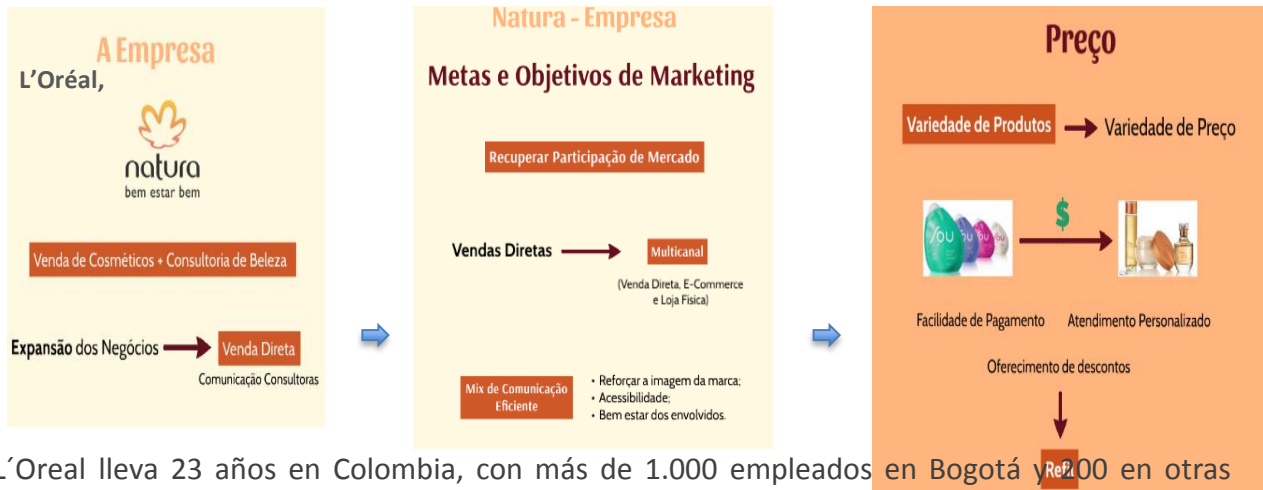 A Empresa
L’Oréal,
natura
bem estar bem
Venda de Cosméticos + Consultoria de Beleza
Expansão dos Negócios
Venda Direta
Comunicação Consultoras
Natura - Empresa
Metas e Objetivos de Marketing
Recuperar Participação de Mercado
Vendas Diretas
Multicanal
(Venda Direta, E-Commerce
e Loja Física)
Mix de Comunicação
Eficiente
• Reforçar a imagem da marca;
• Acessibilidade;
• Bem estar dos envolvidos.
Preço
Variedade de Produtos
Variedade de Preço
you
you
$
Facilidade de Pagamento
Atendimento Personalizado
Oferecimento de descontos
Refil
L´Oreal lleva 23 años en Colombia, con más de 1.000 empleados en Bogotá y 200 en otras